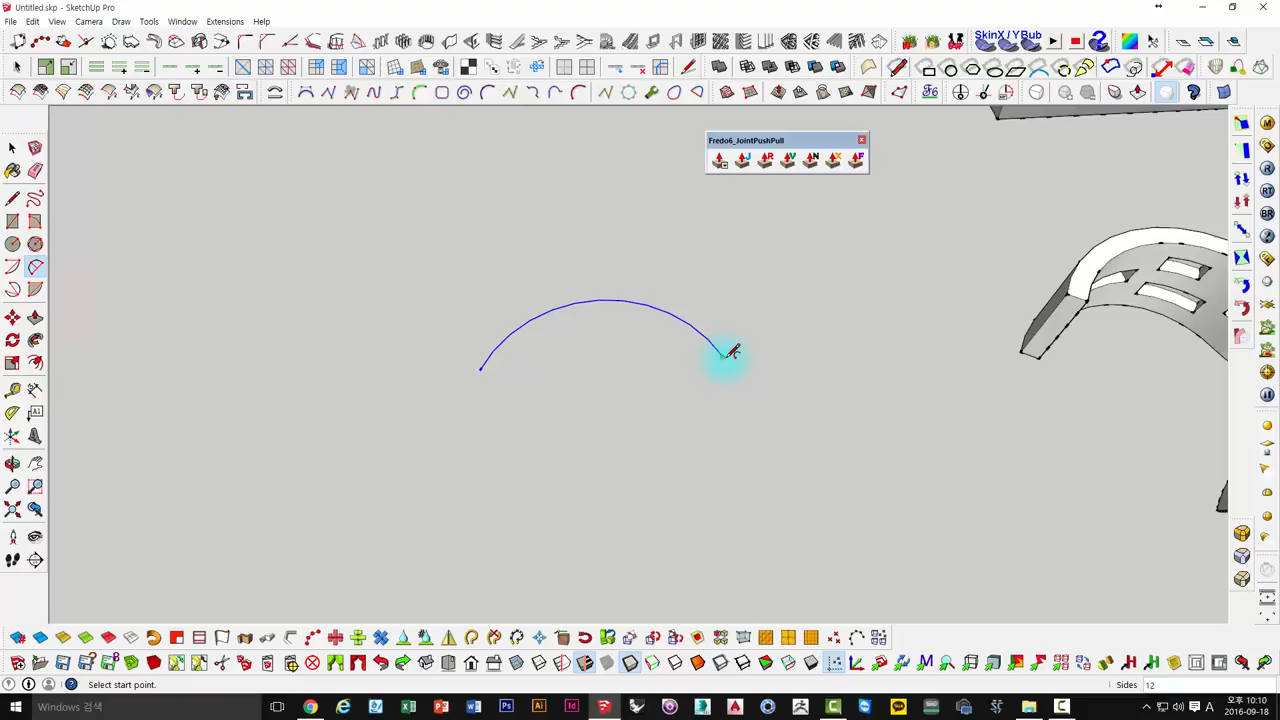 Untitled.skp - SketchUp Pro
File Edit View Camera Draw Tools Window Extensions Help
SkinX / YBub
Fredo6_JointPushPull
Select start point.
Sides 12
Windows 검색
A 오후 10:10
2016-09-18